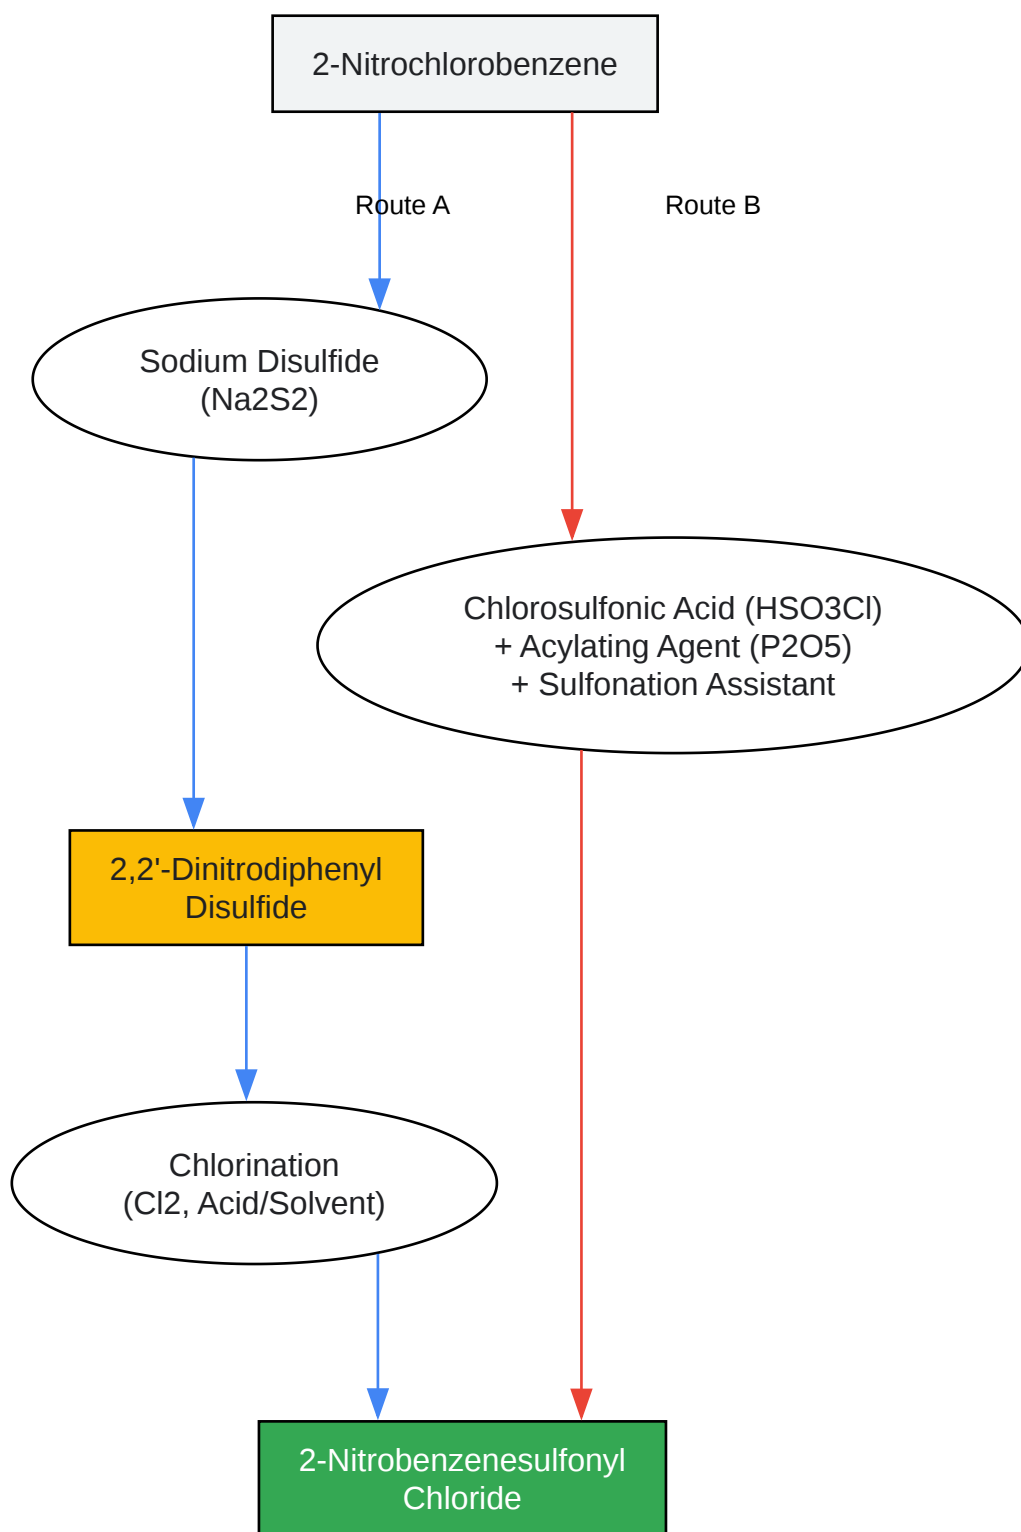 2-Nitrochlorobenzene
Route A
Route B
Sodium Disulfide
(Na2S2)
Chlorosulfonic Acid (HSO3Cl)
+ Acylating Agent (P2O5)
+ Sulfonation Assistant
2,2'-Dinitrodiphenyl
Disulfide
Chlorination
(Cl2, Acid/Solvent)
2-Nitrobenzenesulfonyl
Chloride